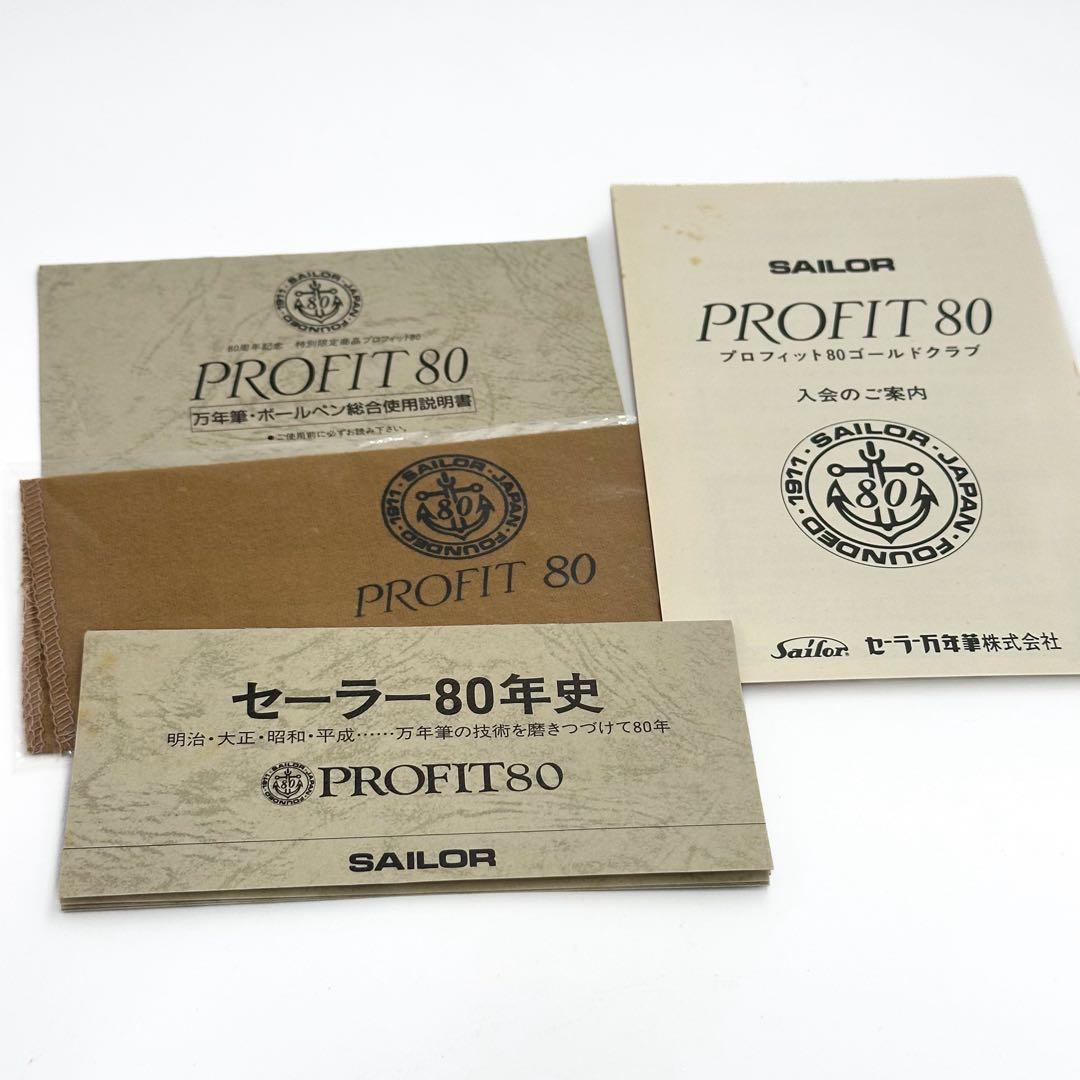 SAILOR · JAPAN · FOUNDED · 1911 ·
80
80周年記念 特別限定商品プロフィット80
PROFIT 80
万年筆・ボールペン総合使用説明書
●ご使用前に必ずお読み下さい。
SAILOR · JAPAN · FOUNDED · 1911 ·
80
PROFIT 80
セーラー80年史
明治・大正・昭和・平成……万年筆の技術を磨きつづけて80年
SAILOR · JAPAN · FOUNDED · 1911 ·
80
PROFIT80
SAILOR
SAILOR
PROFIT 80
プロフィット80ゴールドクラブ
入会のご案内
SAILOR · JAPAN · FOUNDED · 1911 ·
80
Sailor® セーラー万年筆株式会社